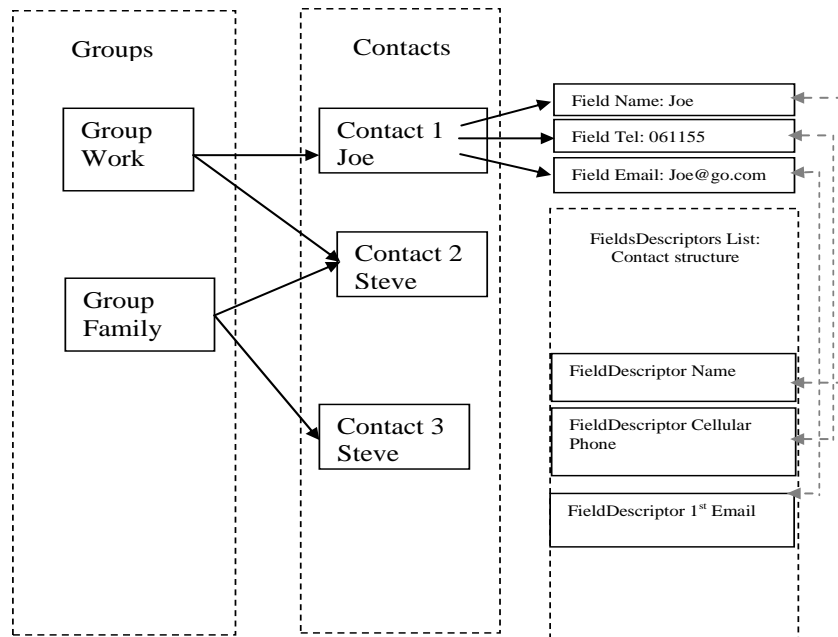 Groups
Group
Work
Group
Family
Contacts
Contact 1
Joe
Contact 2
Steve
Contact 3
Steve
Field Name: Joe
Field Tel: 061155
Field Email: Joe@go.com
FieldsDescriptors List:
Contact structure
FieldDescriptor Name
FieldDescriptor Cellular
Phone
FieldDescriptor 1st Email